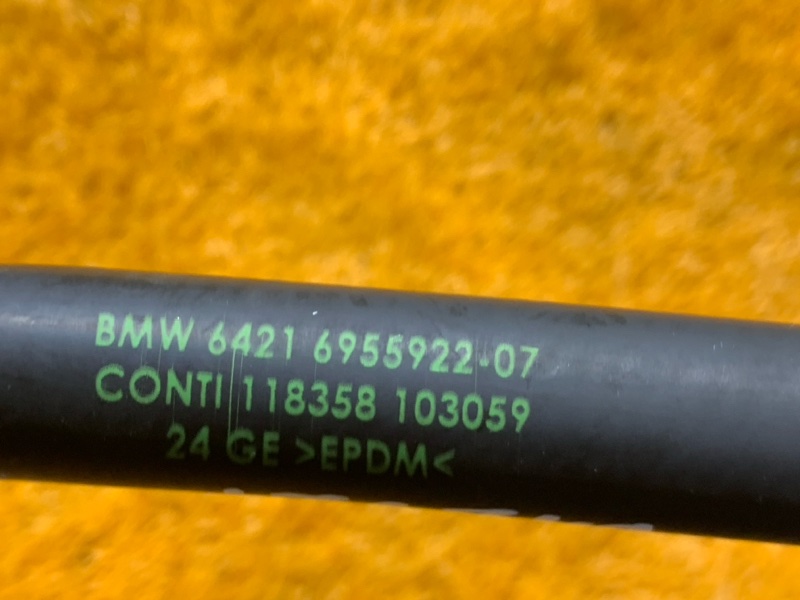 BMW 6421 6955922-07
CONTI 118358 103059
24 GE >EPDM<